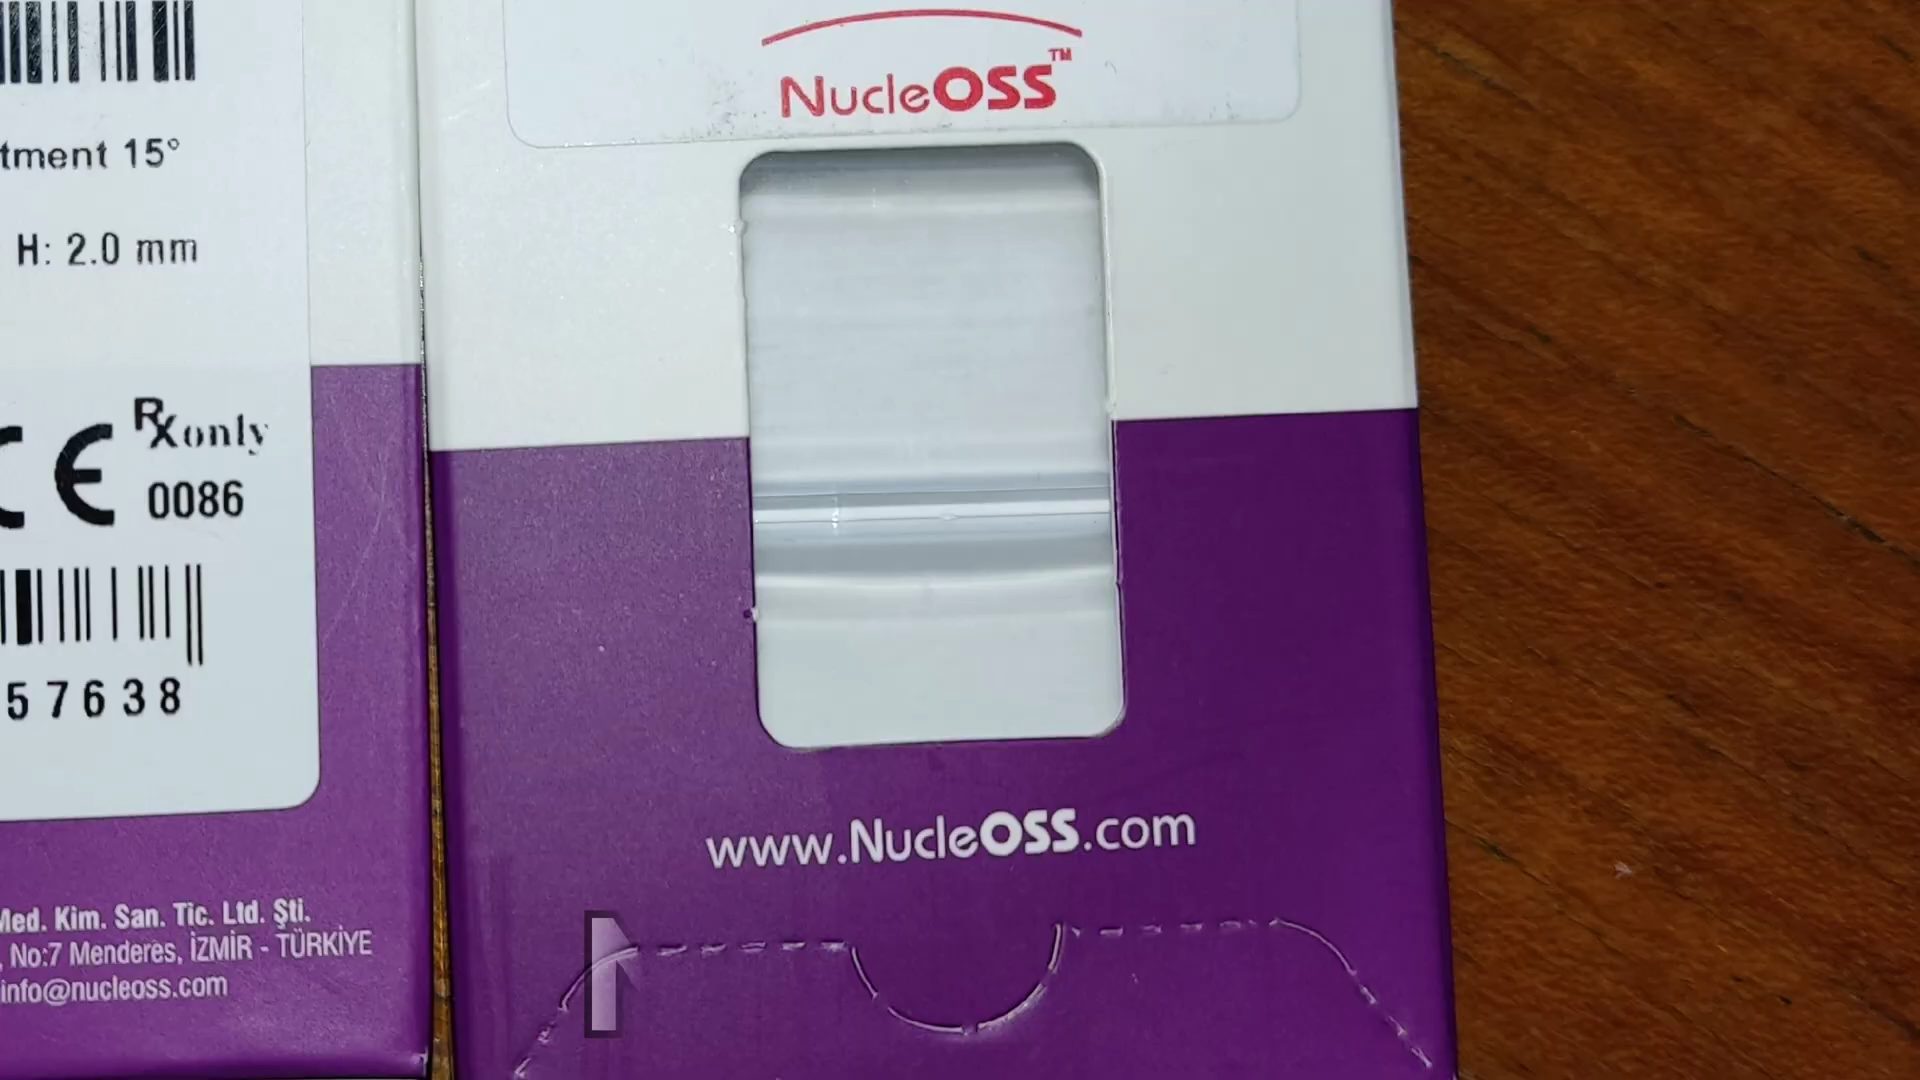 tment 15°
H: 2.0 mm
CE Rx only
0086
57638
Med. Kim. San. Tic. Ltd. Şti.
, No:7 Menderes, İZMİR - TÜRKİYE
info@nucleoss.com
NucleOSS™
www.NucleOSS.com